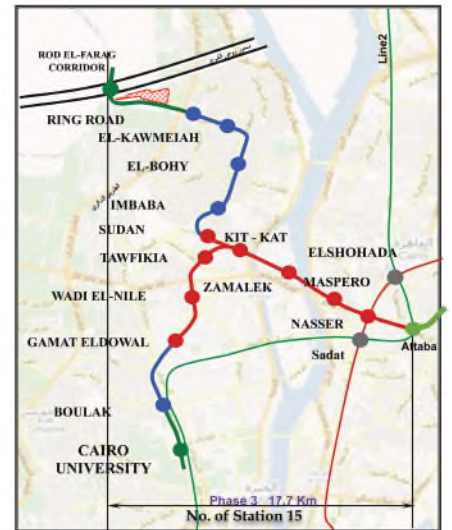 ROD EL-FARAG
CORRIDOR
Line2
RING ROAD
EL-KAWMEIAH
EL-BOHY
IMBABA
SUDAN
KIT - KAT
TAWFIKIA
ELSHOHADA
ZAMALEK
MASPERO
WADI EL-NILE
NASSER
GAMAT ELDOWAL
Sadat
Attaba
BOULAK
CAIRO
UNIVERSITY
Phase 3 17.7 Km
No. of Station 15